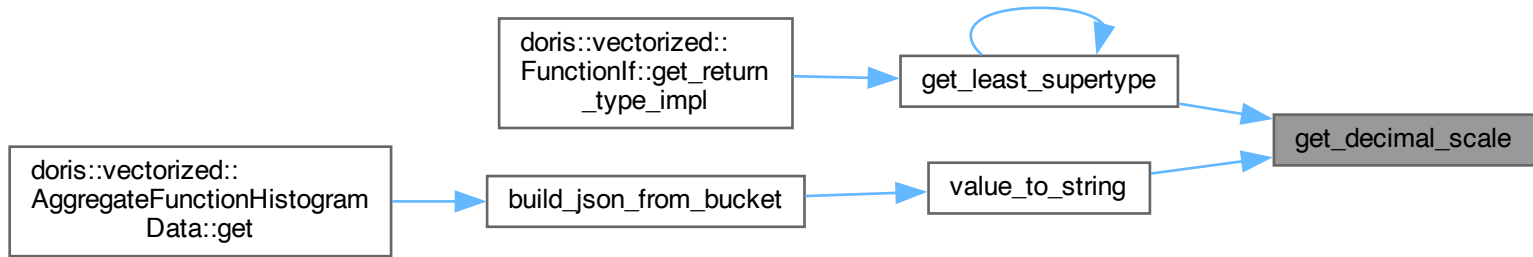 doris::vectorized::
FunctionIf::get_return
_type_impl
get_least_supertype
get_decimal_scale
doris::vectorized::
AggregateFunctionHistogram
Data::get
build_json_from_bucket
value_to_string